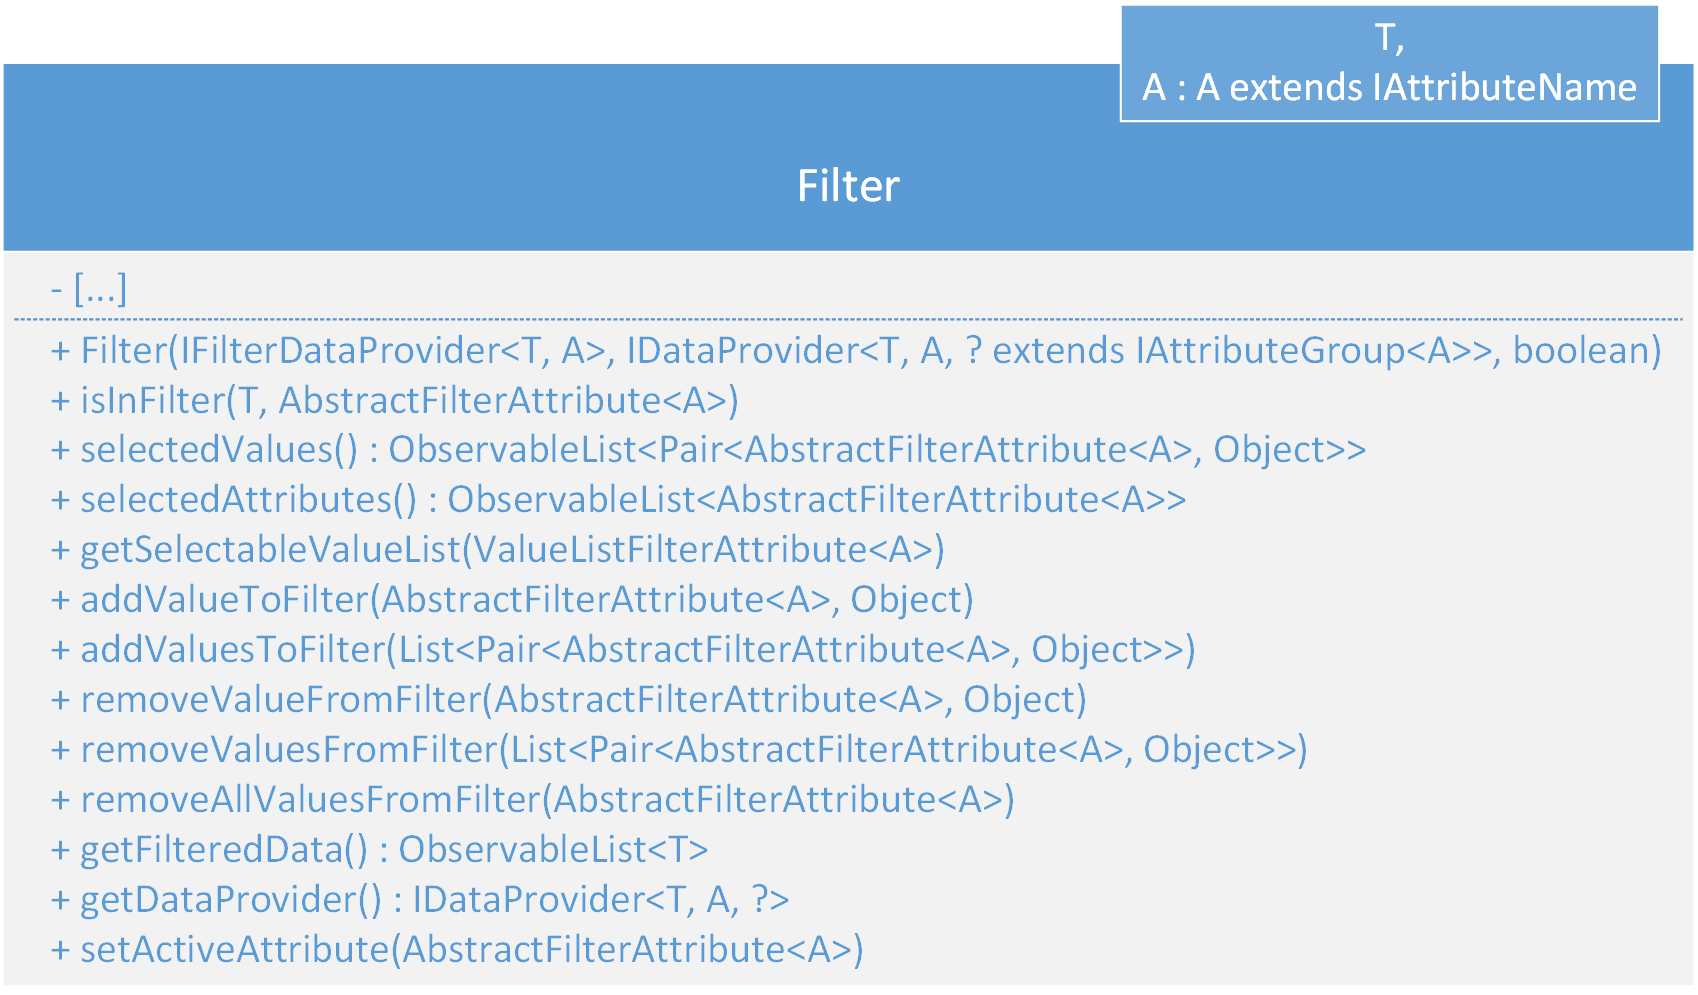 T,
A : A extends IAttributeName
Filter
- [...]
+ Filter(IFilterDataProvider<T, A>, IDataProvider<T, A, ? extends IAttributeGroup<A>>, boolean)
+ isInFilter(T, AbstractFilterAttribute<A>)
+ selectedValues() : ObservableList<Pair<AbstractFilterAttribute<A>, Object>>
+ selectedAttributes() : ObservableList<AbstractFilterAttribute<A>>
+ getSelectableValueList(ValueListFilterAttribute<A>)
+ addValueToFilter(AbstractFilterAttribute<A>, Object)
+ addValuesToFilter(List<Pair<AbstractFilterAttribute<A>, Object>>)
+ removeValueFromFilter(AbstractFilterAttribute<A>, Object)
+ removeValuesFromFilter(List<Pair<AbstractFilterAttribute<A>, Object>>)
+ removeAllValuesFromFilter(AbstractFilterAttribute<A>)
+ getFilteredData() : ObservableList<T>
+ getDataProvider() : IDataProvider<T, A, ?>
+ setActiveAttribute(AbstractFilterAttribute<A>)